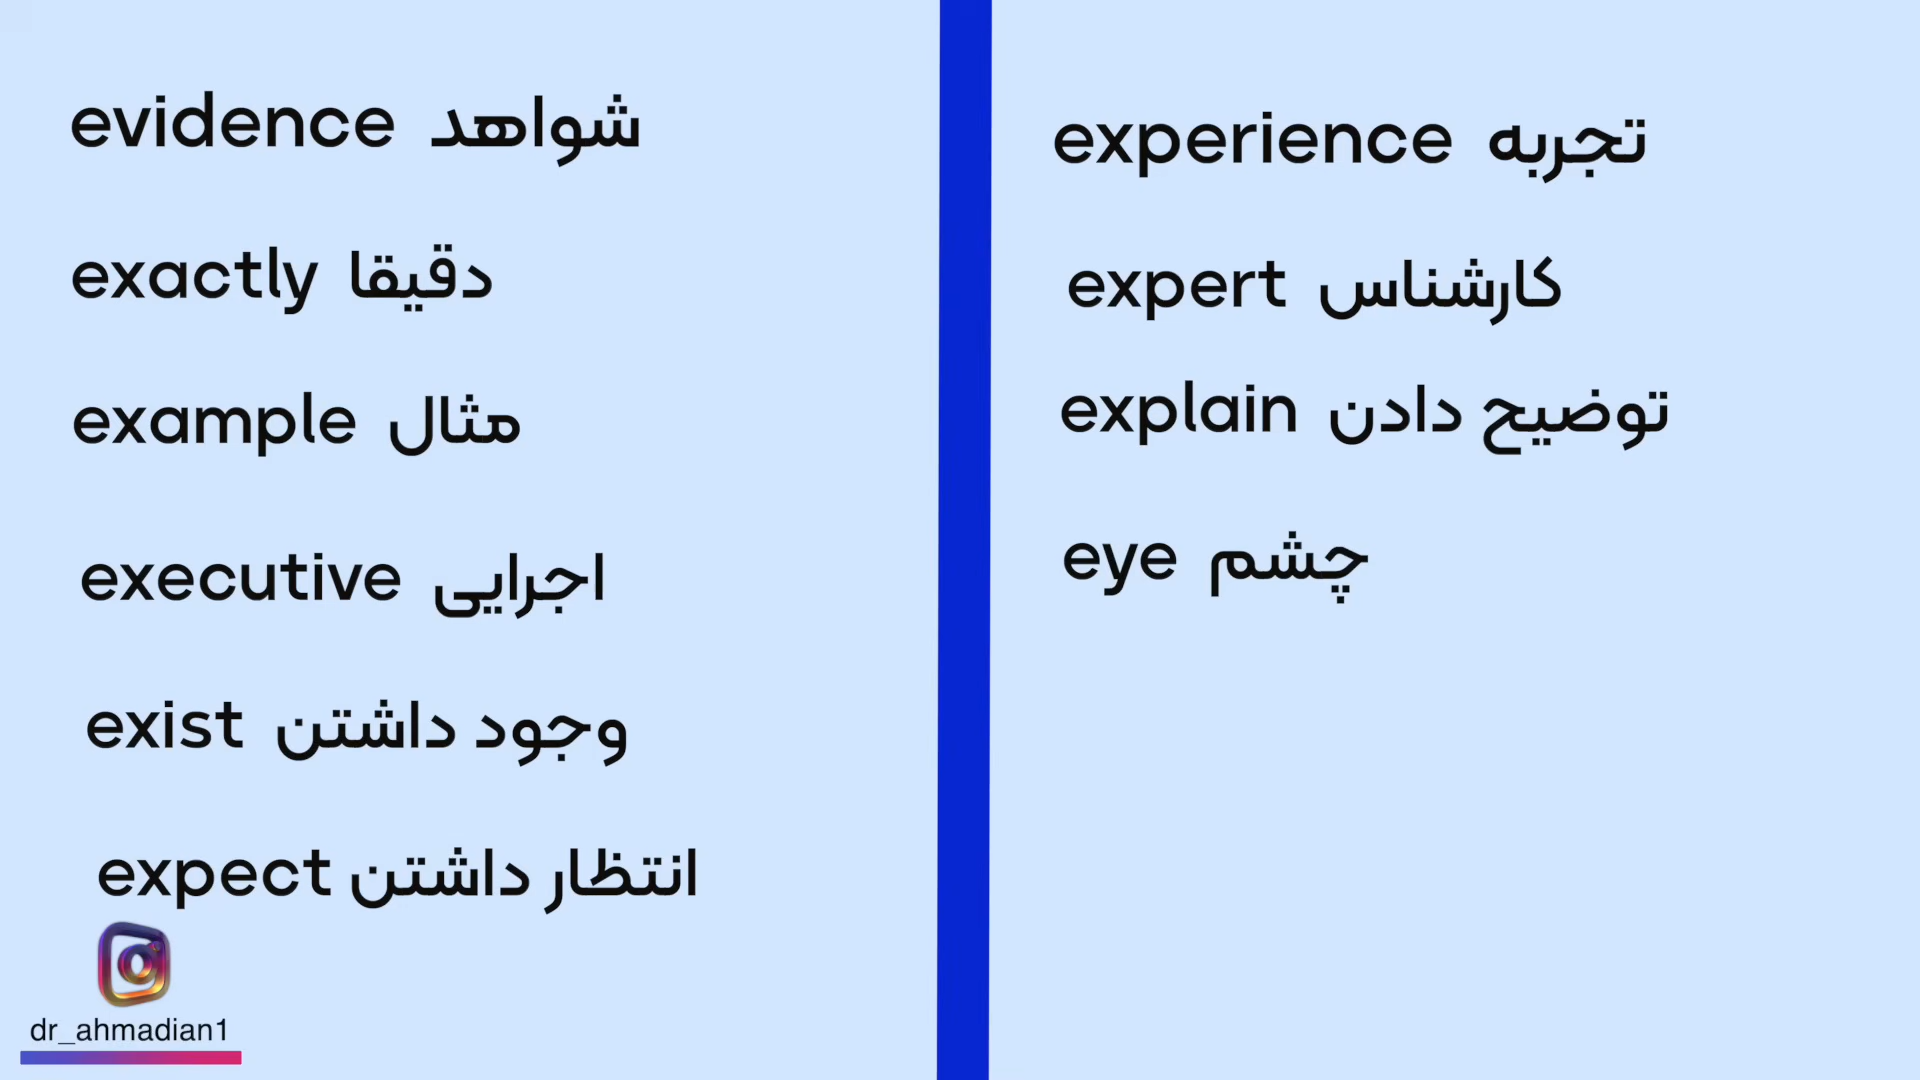 evidence شواهد
exactly دقیقا
example مثال
executive اجرایی
exist وجود داشتن
expect انتظار داشتن
dr_ahmadian1
experience تجربه
expert کارشناس
explain توضیح دادن
eye چشم